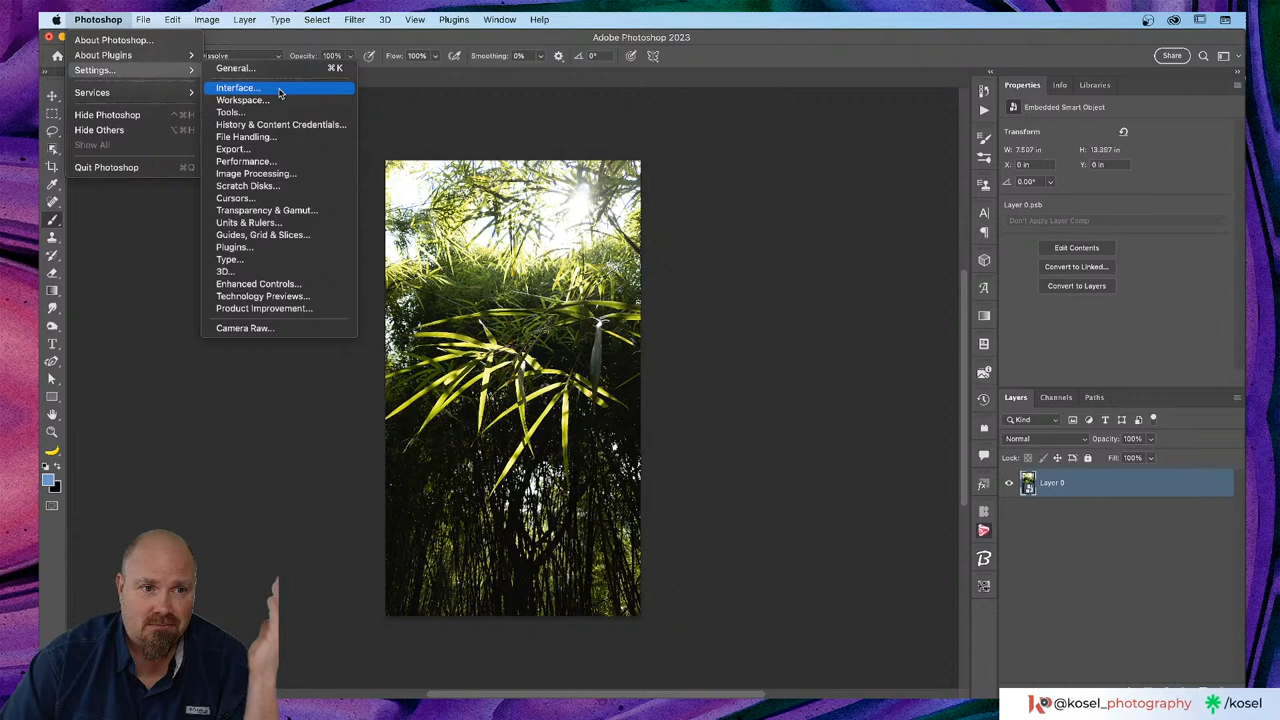 Photoshop File Edit Image Layer Type Select Filter 3D View Plugins Window Help
Adobe Photoshop 2023
About Photoshop...
About Plugins
Settings...
Services
Hide Photoshop ^⌘H
Hide Others ⌥⌘H
Show All
Quit Photoshop ⌘Q
issolve Opacity: 100% Flow: 100% Smoothing: 0% 0° Share
General... ⌘K
Interface...
Workspace...
Tools...
History & Content Credentials...
File Handling...
Export...
Performance...
Image Processing...
Scratch Disks...
Cursors...
Transparency & Gamut...
Units & Rulers...
Guides, Grid & Slices...
Plugins...
Type...
3D...
Enhanced Controls...
Technology Previews...
Product Improvement...
Camera Raw...
Properties Info Libraries
Embedded Smart Object
Transform
W: 7.507 in H: 13.387 in
X: 0 in Y: 0 in
0.00°
Layer 0.psb
Don't Apply Layer Comp
Edit Contents
Convert to Linked...
Convert to Layers
Layers Channels Paths
Kind
Normal Opacity: 100%
Lock: Fill: 100%
Layer 0
@kosel_photography /kosel